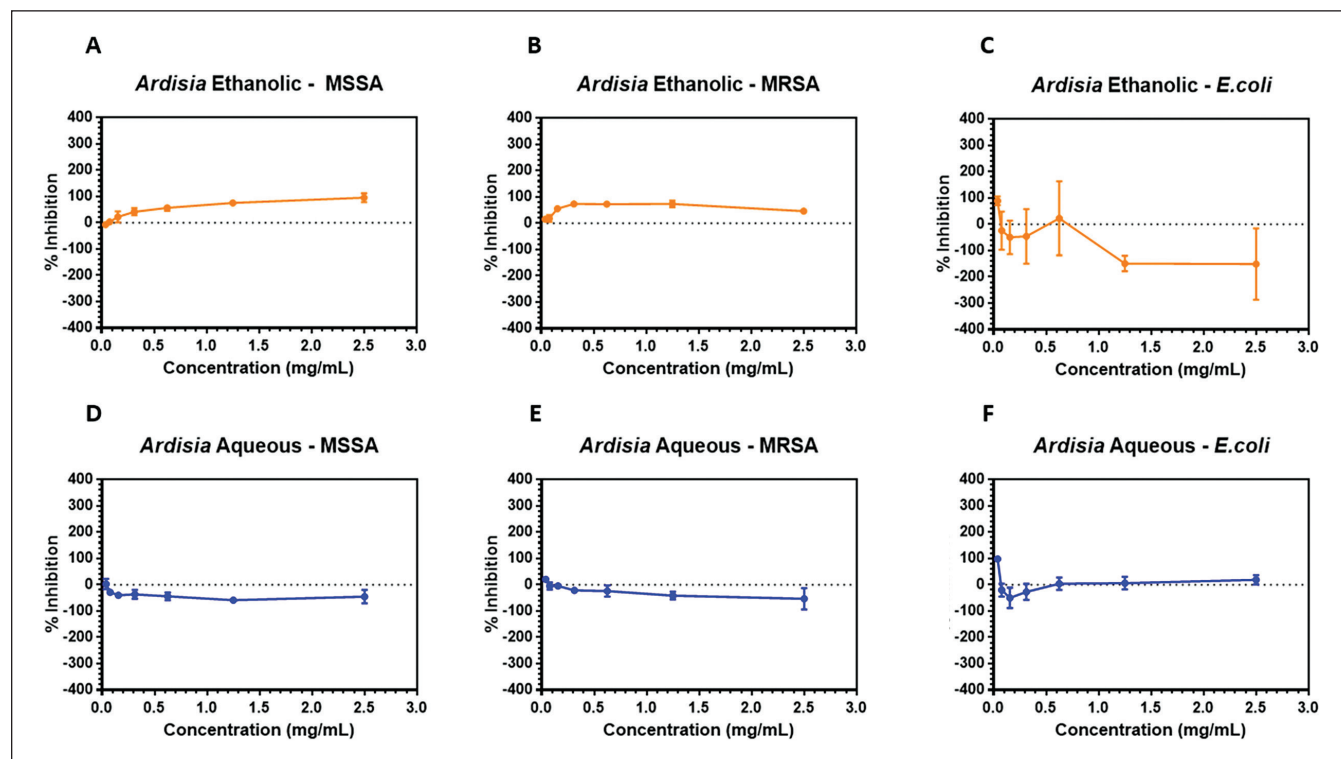 A
B
C
Ardisia Ethanolic - MSSA
Ardisia Ethanolic - MRSA
Ardisia Ethanolic - E.coli
400
300
200
100
0
-100
-200
-300
-400
% Inhibition
0.0 0.5 1.0 1.5 2.0 2.5 3.0
Concentration (mg/mL)
400
300
200
100
0
-100
-200
-300
-400
% Inhibition
0.0 0.5 1.0 1.5 2.0 2.5 3.0
Concentration (mg/mL)
400
300
200
100
0
-100
-200
-300
-400
% Inhibition
0.0 0.5 1.0 1.5 2.0 2.5 3.0
Concentration (mg/mL)
D
E
F
Ardisia Aqueous - MSSA
Ardisia Aqueous - MRSA
Ardisia Aqueous - E.coli
400
300
200
100
0
-100
-200
-300
-400
% Inhibition
0.0 0.5 1.0 1.5 2.0 2.5 3.0
Concentration (mg/mL)
400
300
200
100
0
-100
-200
-300
-400
% Inhibition
0.0 0.5 1.0 1.5 2.0 2.5 3.0
Concentration (mg/mL)
400
300
200
100
0
-100
-200
-300
-400
% Inhibition
0.0 0.5 1.0 1.5 2.0 2.5 3.0
Concentration (mg/mL)